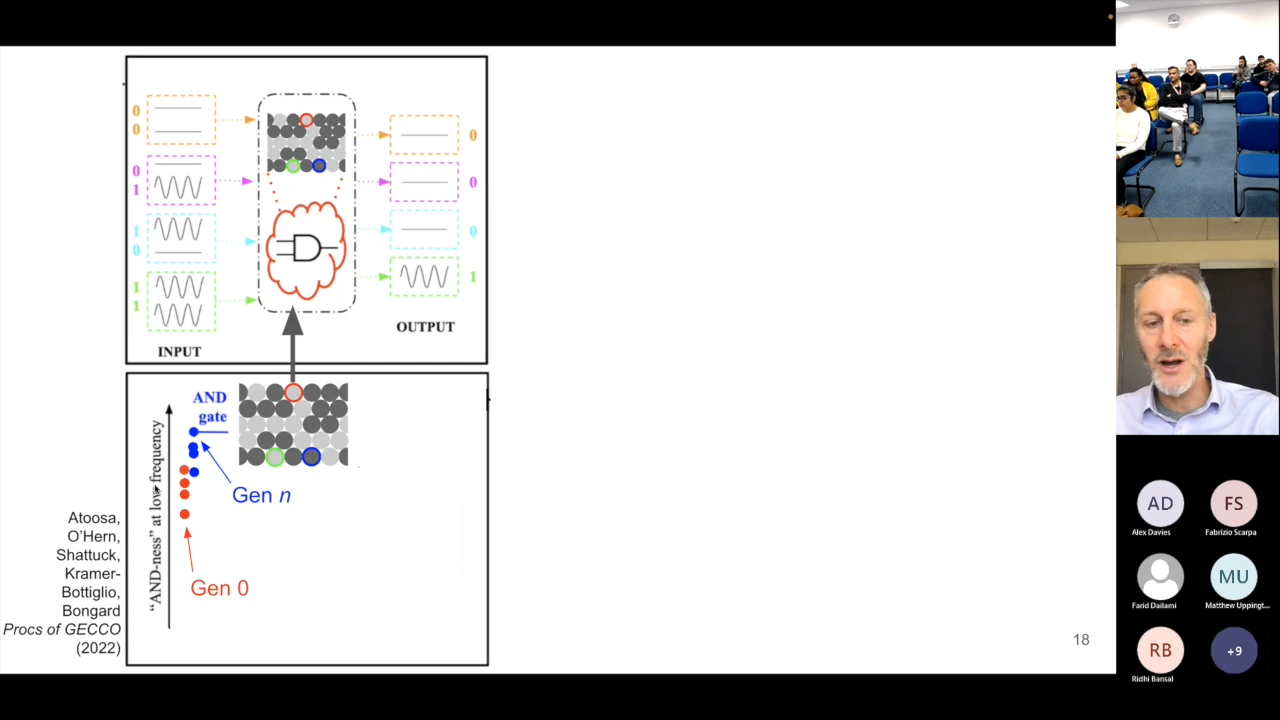 0
0
0
1
1
0
1
1
INPUT
0
0
0
1
OUTPUT
AND
gate
"AND-ness" at low frequency
Gen n
Gen 0
Atoosa,
O'Hern,
Shattuck,
Kramer-
Bottiglio,
Bongard
Procs of GECCO
(2022)
18
AD
Alex Davies
FS
Fabrizio Scarpa
Farid Dailami
MU
Matthew Uppingt...
RB
Ridhi Bansal
+9